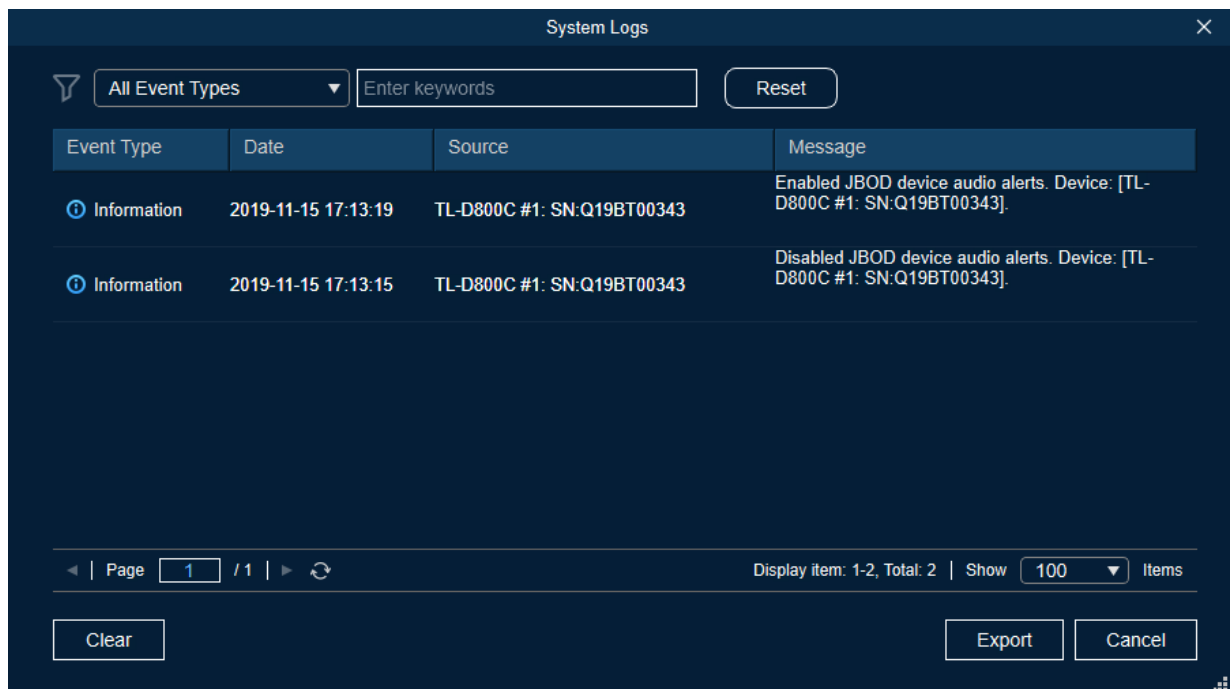 System Logs
All Event Types Enter keywords Reset
Event Type Date Source Message
Information 2019-11-15 17:13:19 TL-D800C #1: SN:Q19BT00343 Enabled JBOD device audio alerts. Device: [TL-
D800C #1: SN:Q19BT00343].
Information 2019-11-15 17:13:15 TL-D800C #1: SN:Q19BT00343 Disabled JBOD device audio alerts. Device: [TL-
D800C #1: SN:Q19BT00343].
Page 1 / 1 Display item: 1-2, Total: 2 | Show 100 Items
Clear Export Cancel